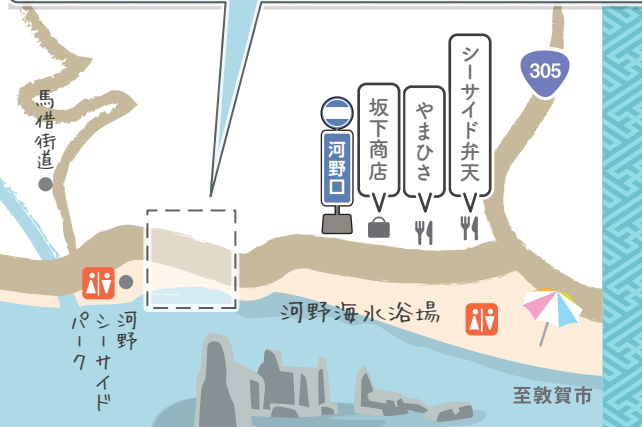 シーサイド弁天
やまひさ
坂下商店
河野口
305
馬借街道
河野
シーサイド
パーク
河野海水浴場
至敦賀市